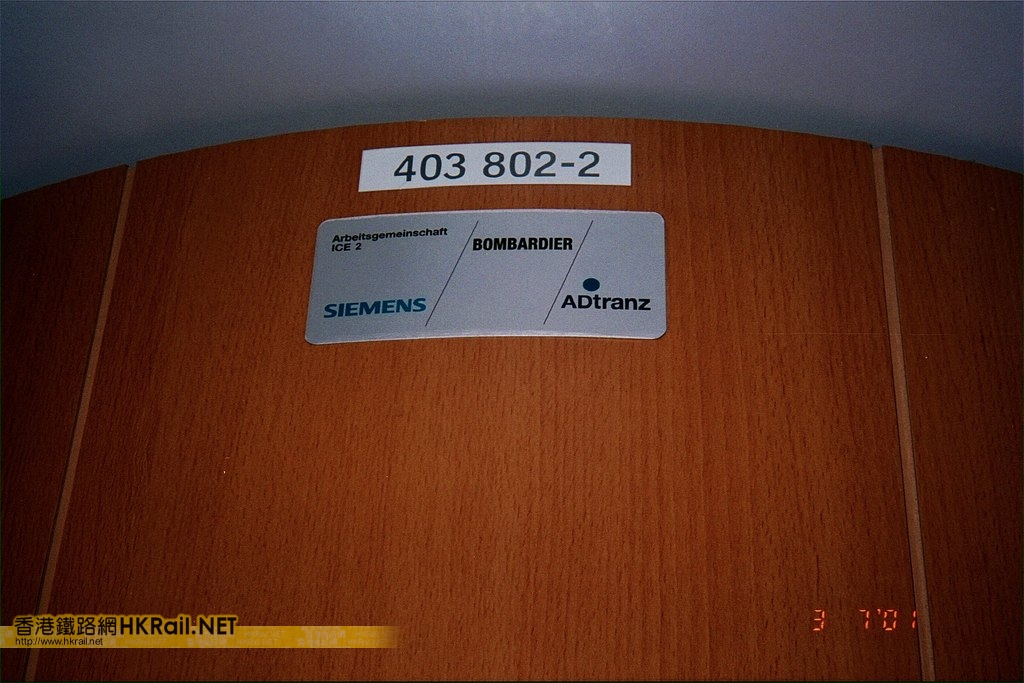 403 802-2
Arbeitsgemeinschaft
ICE 2
SIEMENS
BOMBARDIER
ADtranz
香港鐵路網HKRail.NET
http://www.hkrail.net
3 7'01